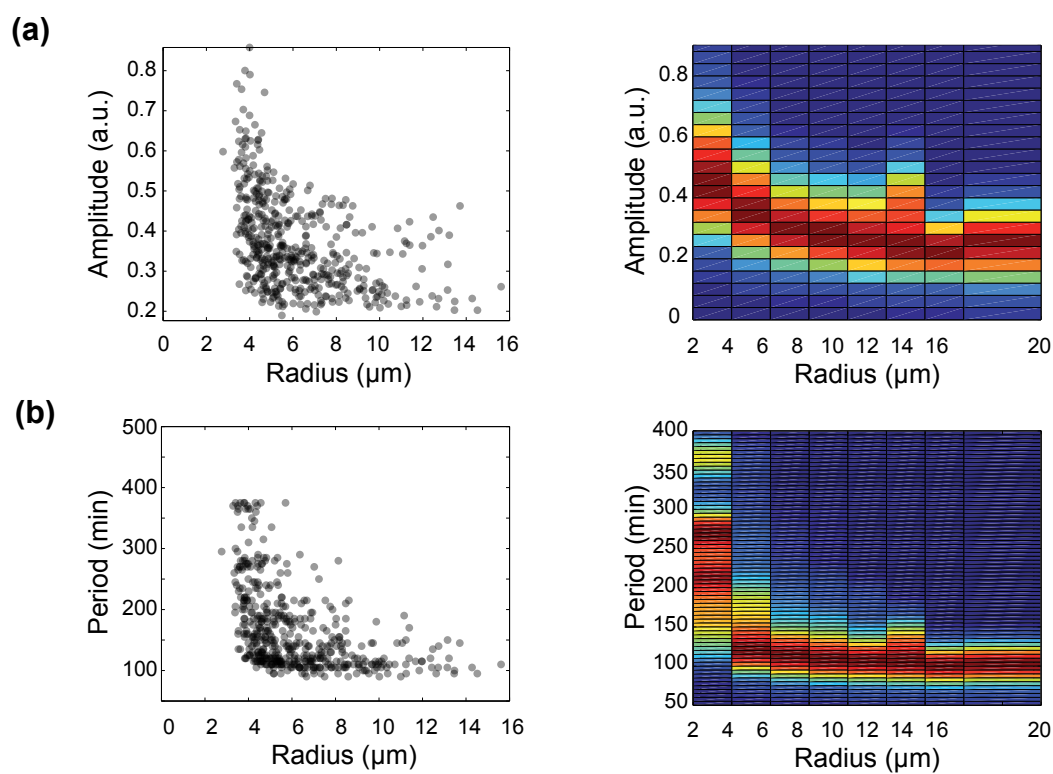 (a)
Amplitude (a.u.)
0.8
0.7
0.6
0.5
0.4
0.3
0.2
0 2 4 6 8 10 12 14 16
Radius (µm)
Amplitude (a.u.)
0.8
0.6
0.4
0.2
0
2 4 6 8 10 12 14 16 20
Radius (µm)
(b)
Period (min)
500
400
300
200
100
0 2 4 6 8 10 12 14 16
Radius (µm)
Period (min)
400
350
300
250
200
150
100
50
2 4 6 8 10 12 14 16 20
Radius (µm)